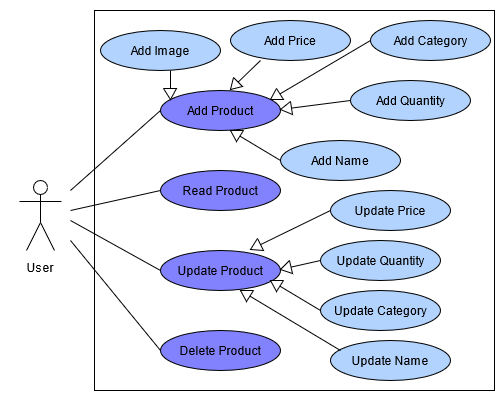 Add Image
Add Price
Add Category
Add Product
Add Quantity
Add Name
Read Product
User
Update Price
Update Product
Update Quantity
Update Category
Delete Product
Update Name